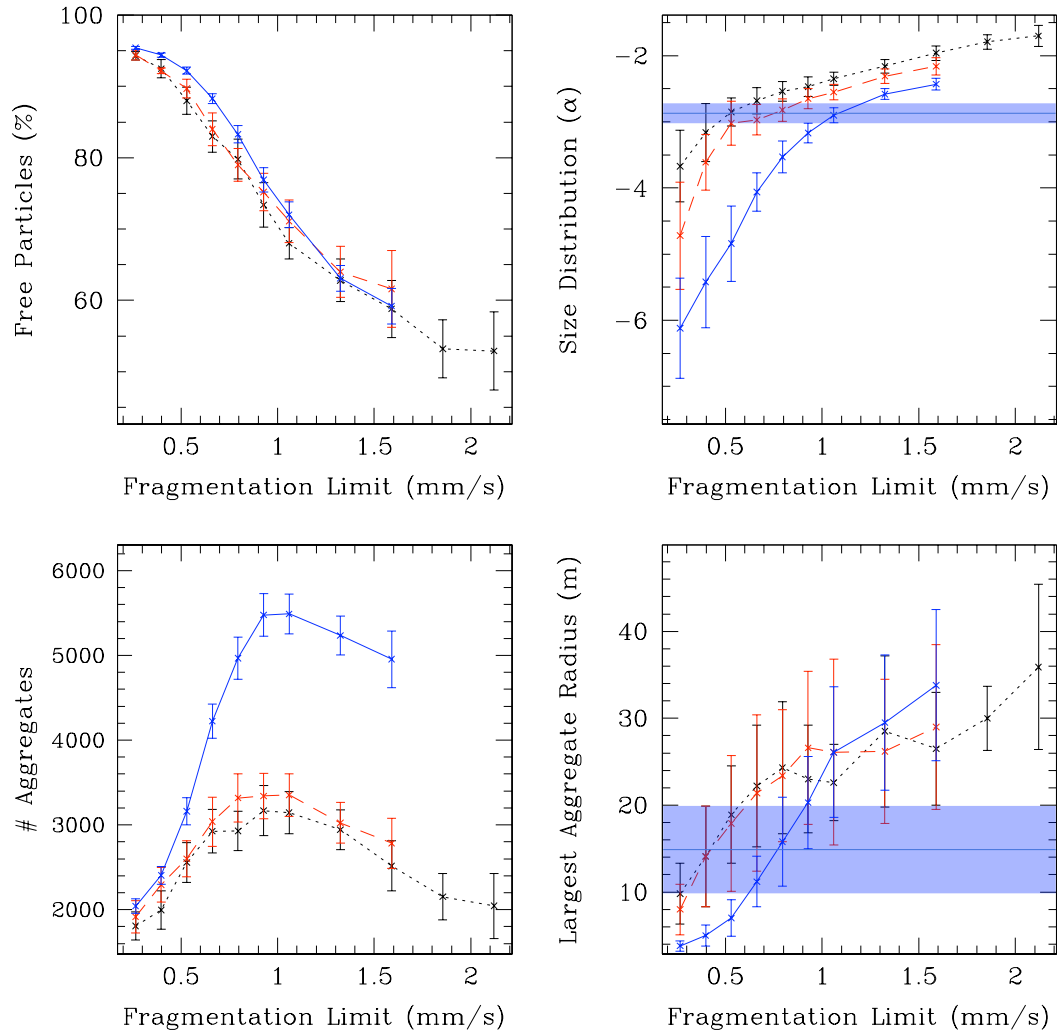 Free Particles (%)
100
80
60
0.5 1 1.5 2
Fragmentation Limit (mm/s)
Size Distribution (α)
-2
-4
-6
0.5 1 1.5 2
Fragmentation Limit (mm/s)
# Aggregates
6000
5000
4000
3000
2000
0.5 1 1.5 2
Fragmentation Limit (mm/s)
Largest Aggregate Radius (m)
40
30
20
10
0.5 1 1.5 2
Fragmentation Limit (mm/s)